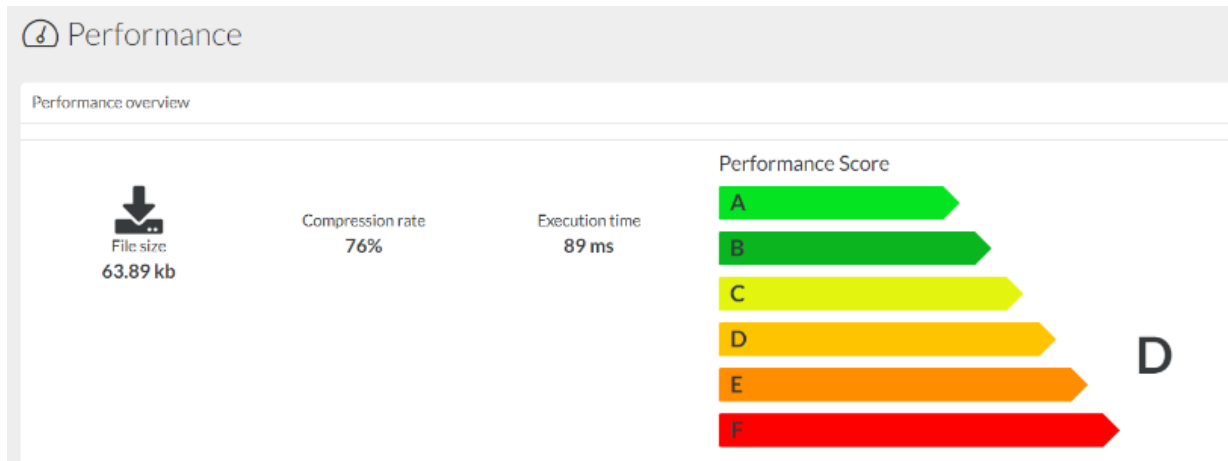 Performance
Performance overview
File size
63.89 kb
Compression rate
76%
Execution time
89 ms
Performance Score
A
B
C
D
E
F
D